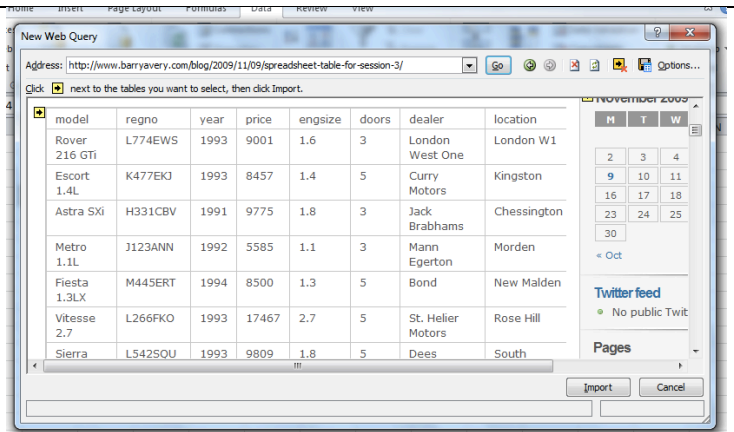 Home Insert Page Layout Formulas Data Review View
New Web Query
Address: http://www.barryavery.com/blog/2009/11/09/spreadsheet-table-for-session-3/ Go Options...
Click next to the tables you want to select, then click Import.
November 2009
model regno year price engsize doors dealer location M T W
Rover 216 GTi L774EWS 1993 9001 1.6 3 London West One London W1
2 3 4
Escort 1.4L K477EKJ 1993 8457 1.4 5 Curry Motors Kingston
9 10 11
16 17 18
Astra SXi H331CBV 1991 9775 1.8 3 Jack Brabhams Chessington
23 24 25
30
Metro 1.1L J123ANN 1992 5585 1.1 3 Mann Egerton Morden
« Oct
Fiesta 1.3LX M445ERT 1994 8500 1.3 5 Bond New Malden
Twitter feed
No public Twit
Vitesse 2.7 L266FKO 1993 17467 2.7 5 St. Helier Motors Rose Hill
Pages
Sierra L542SQU 1993 9809 1.8 5 Dees South
Import Cancel